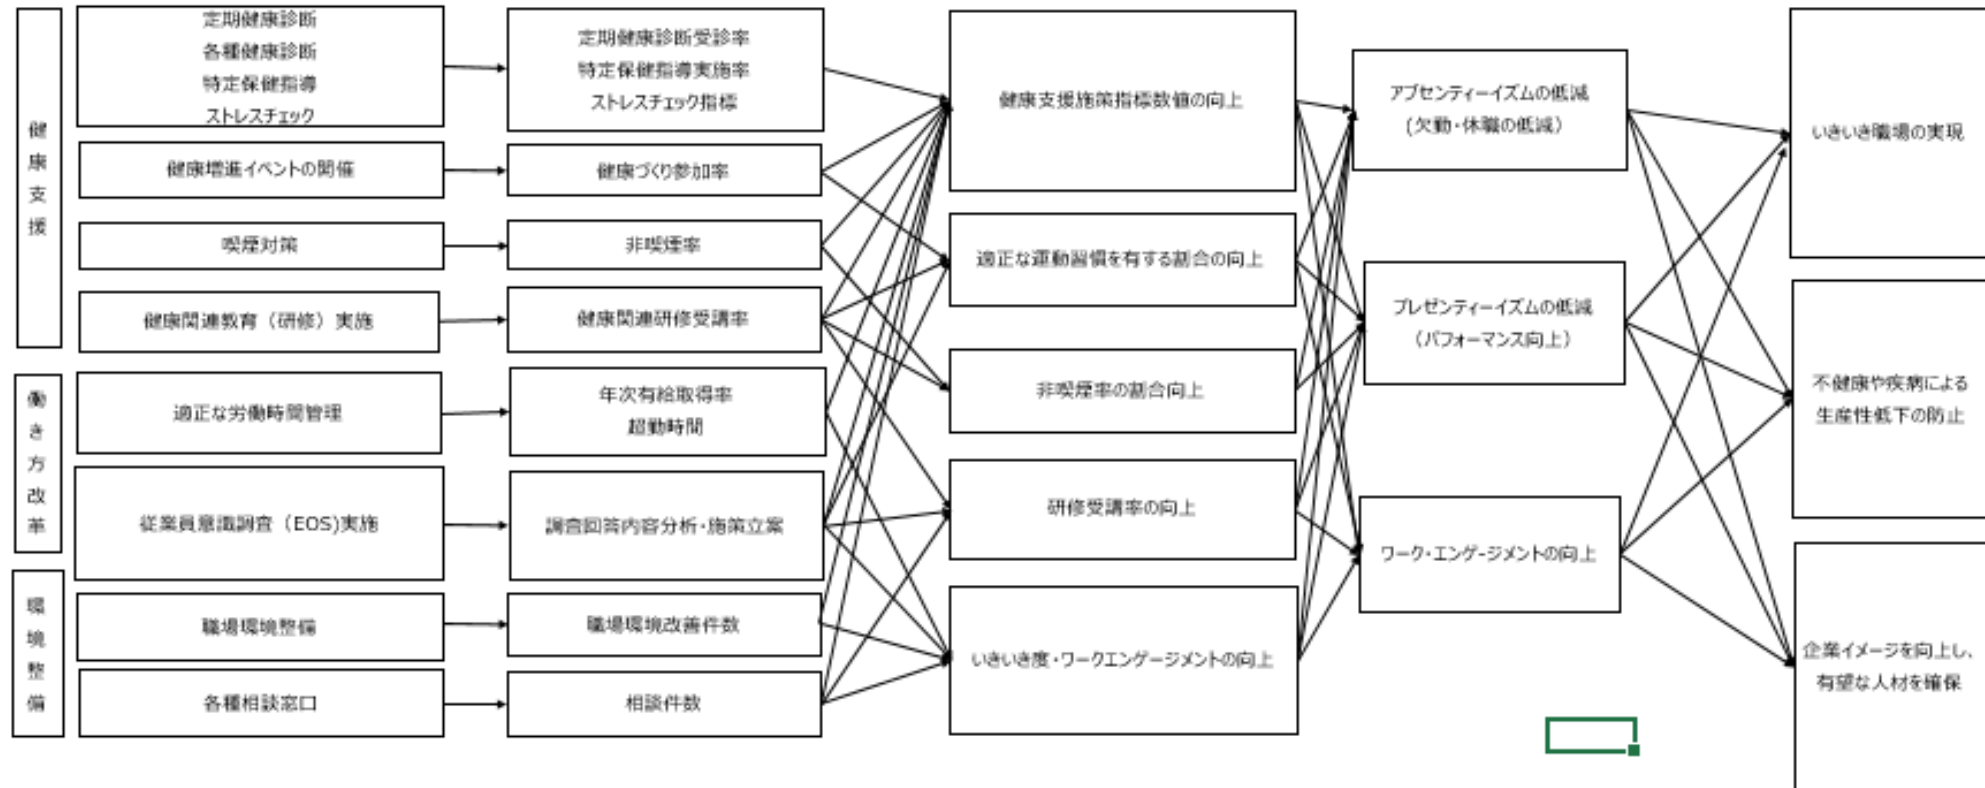 健康支援
定期健康診断
各種健康診断
特定保健指導
ストレスチェック
健康増進イベントの開催
喫煙対策
健康関連教育（研修）実施
働き方改革
適正な労働時間管理
従業員意識調査（EOS)実施
環境整備
職場環境整備
各種相談窓口
定期健康診断受診率
特定保健指導実施率
ストレスチェック指標
健康づくり参加率
非喫煙率
健康関連研修受講率
年次有給取得率
超勤時間
調査回答内容分析・施策立案
職場環境改善件数
相談件数
健康支援施策指標数値の向上
適正な運動習慣を有する割合の向上
非喫煙率の割合向上
研修受講率の向上
いきいき度・ワークエンゲージメントの向上
アブセンティーイズムの低減
(欠勤・休職の低減）
プレゼンティーイズムの低減
（パフォーマンス向上）
ワーク・エンゲージメントの向上
いきいき職場の実現
不健康や疾病による
生産性低下の防止
企業イメージを向上し、
有望な人材を確保